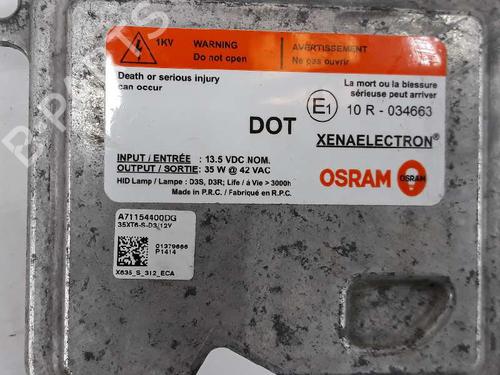 1KV WARNING
Do not open
AVERTISSEMENT
Ne pas ouvrir
Death or serious injury
can occur
La mort ou la blessure
sérieuse peut arriver
E1 10 R - 034663
DOT
XENAELECTRON®
INPUT / ENTRÉE : 13.5 VDC NOM.
OUTPUT / SORTIE: 35 W @ 42 VAC
HID Lamp / Lampe : D3S, D3R; Life / à Vie > 3000h
Made in P.R.C. / Fabriqué en R.P.C.
OSRAM
OSRAM
A71154400DG
35XT6-S-D3/12V
01379666
P1414
X635_S_312_ECA
B-PARTS